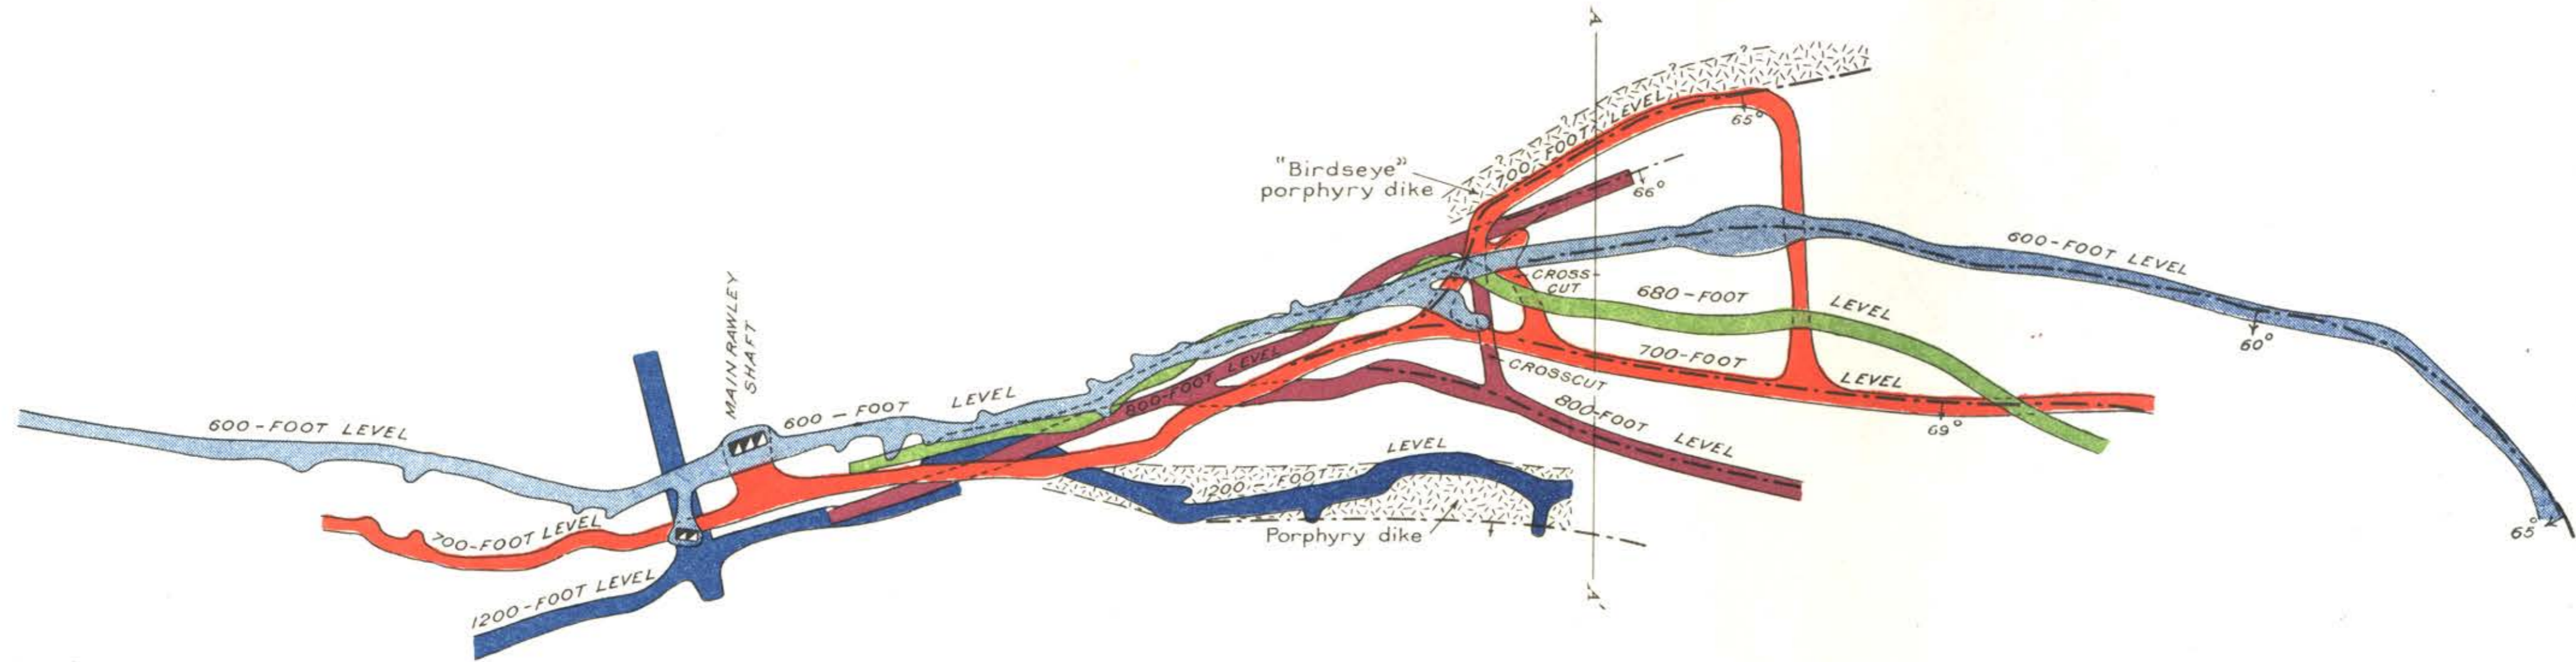 A
700-FOOT LEVEL
65°
"Birdseye"
porphyry dike
66°
600-FOOT LEVEL
CROSS-
CUT
680-FOOT LEVEL
MAIN RAWLEY
SHAFT
60°
700-FOOT LEVEL
800-FOOT LEVEL
CROSSCUT
600-FOOT LEVEL
600-FOOT LEVEL
800-FOOT LEVEL
69°
1200-FOOT LEVEL
700-FOOT LEVEL
Porphyry dike
65°
1200-FOOT LEVEL
A'
? ? ? ? ? ?